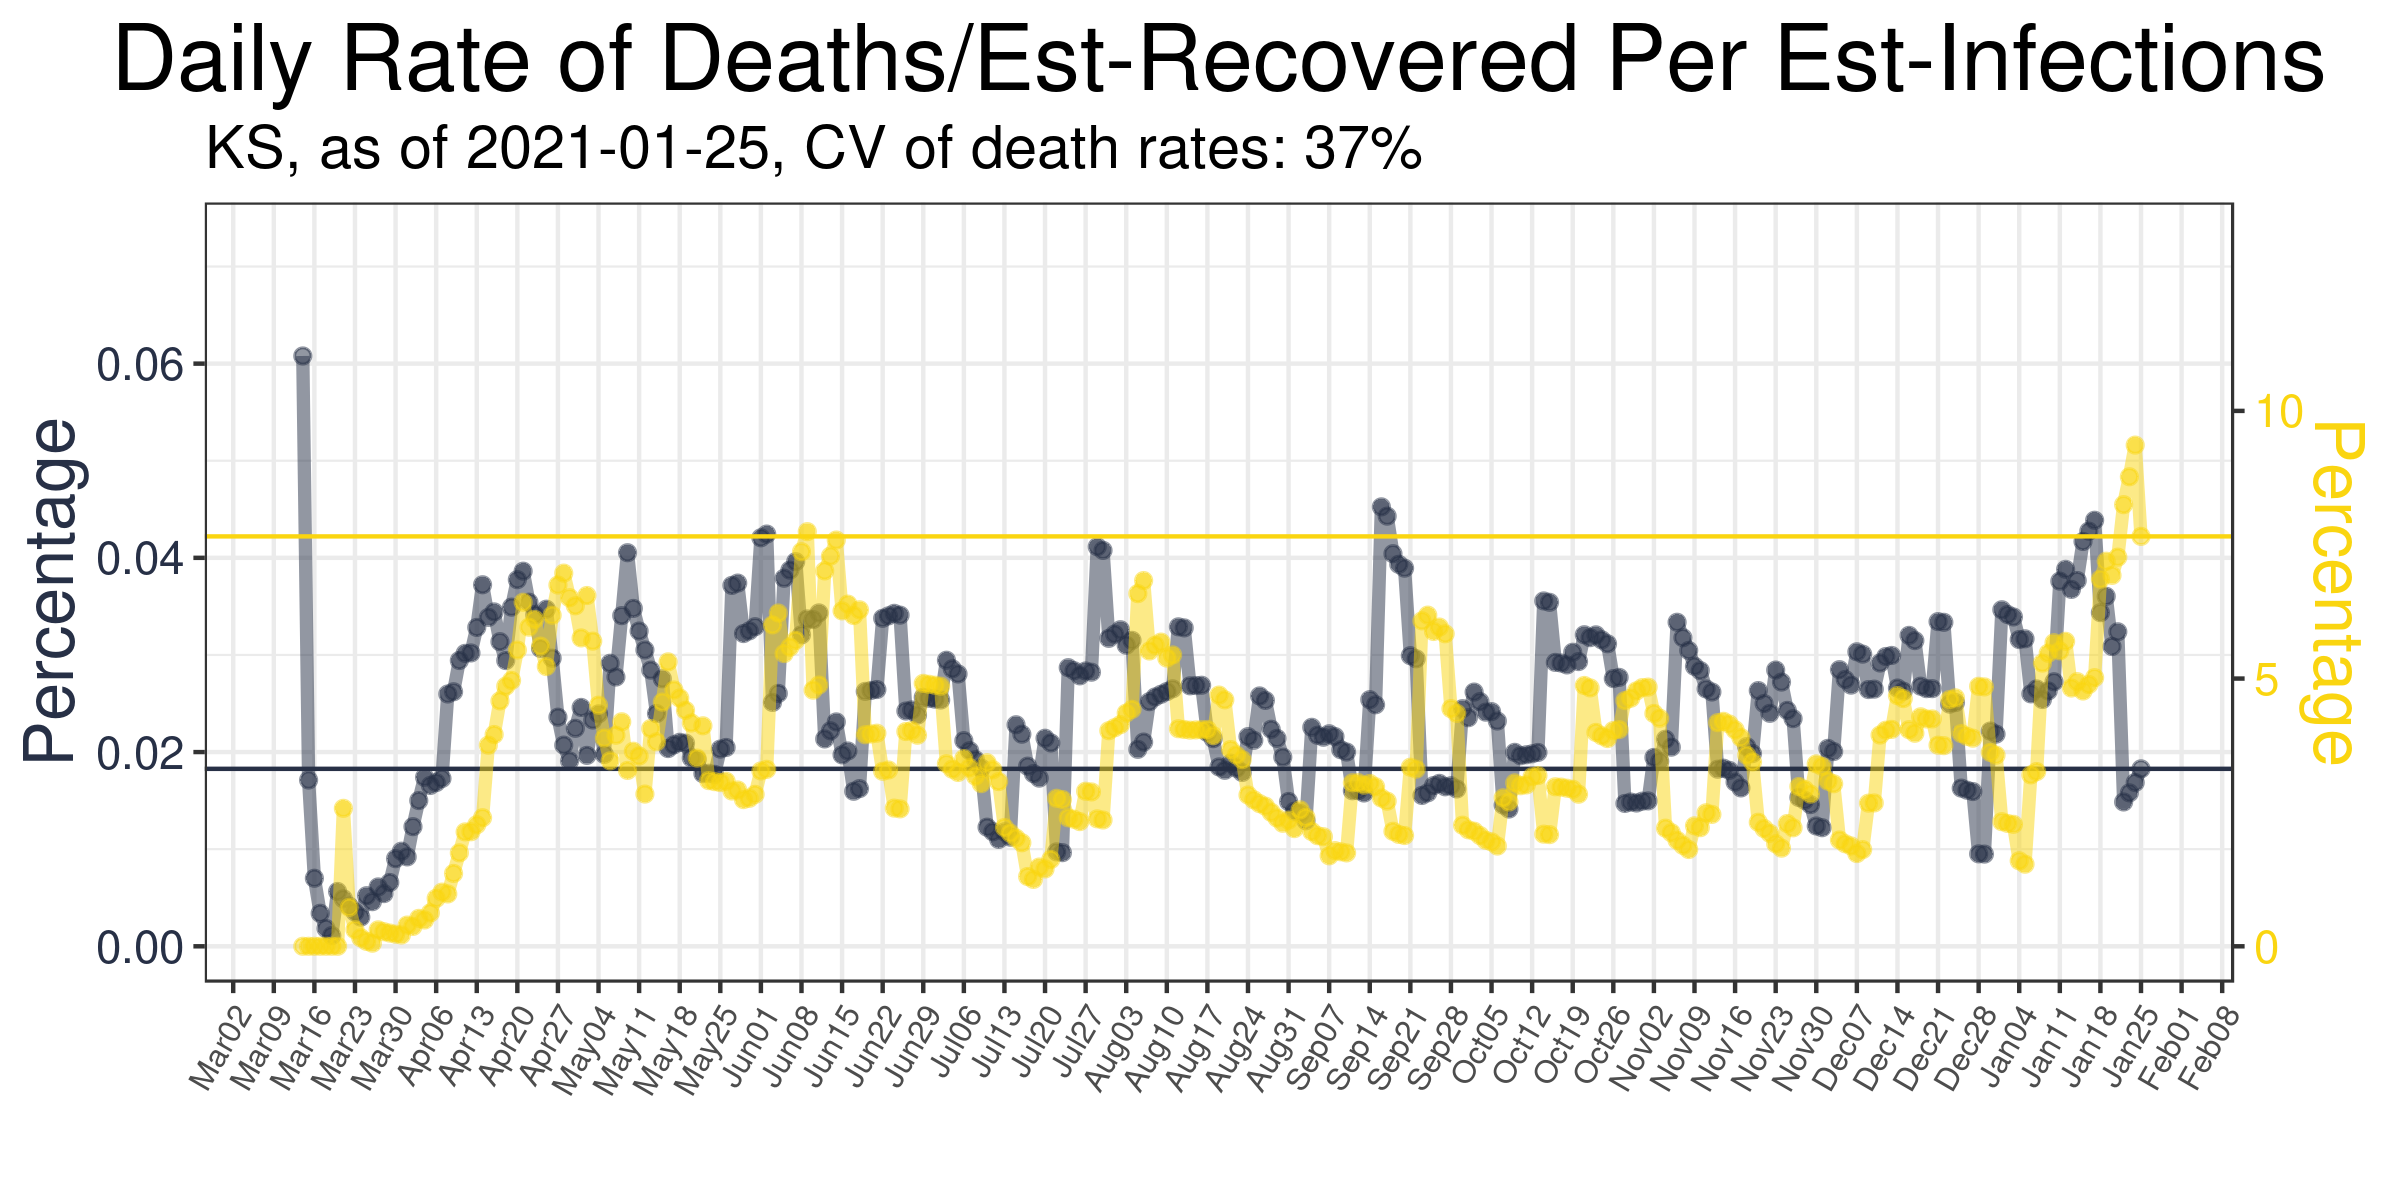 Daily Rate of Deaths/Est-Recovered Per Est-Infections
KS, as of 2021-01-25, CV of death rates: 37%
Percentage
0.06
0.04
0.02
0.00
10
5
0
Percentage
Mar02
Mar09
Mar16
Mar23
Mar30
Apr06
Apr13
Apr20
Apr27
May04
May11
May18
May25
Jun01
Jun08
Jun15
Jun22
Jun29
Jul06
Jul13
Jul20
Jul27
Aug03
Aug10
Aug17
Aug24
Aug31
Sep07
Sep14
Sep21
Sep28
Oct05
Oct12
Oct19
Oct26
Nov02
Nov09
Nov16
Nov23
Nov30
Dec07
Dec14
Dec21
Dec28
Jan04
Jan11
Jan18
Jan25
Feb01
Feb08